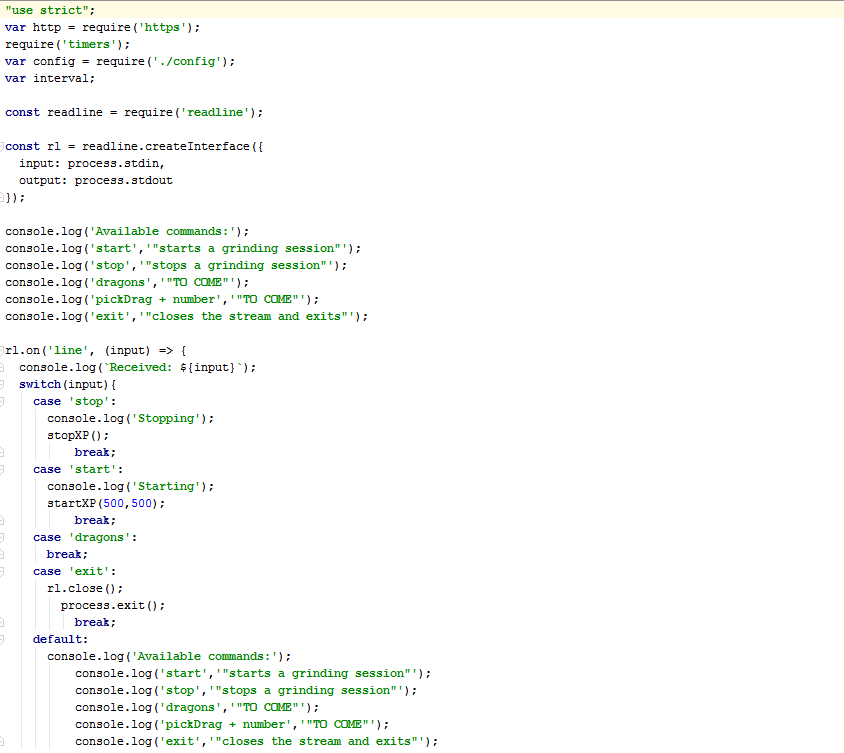 "use strict";
var http = require('https');
require('timers');
var config = require('./config');
var interval;

const readline = require('readline');

const rl = readline.createInterface({
  input: process.stdin,
  output: process.stdout
});

console.log('Available commands:');
console.log('start','"starts a grinding session"');
console.log('stop','"stops a grinding session"');
console.log('dragons','"TO COME"');
console.log('pickDrag + number','"TO COME"');
console.log('exit','"closes the stream and exits"');

rl.on('line', (input) => {
  console.log(`Received: ${input}`);
  switch(input){
    case 'stop':
      console.log('Stopping');
      stopXP();
          break;
    case 'start':
      console.log('Starting');
      startXP(500,500);
          break;
    case 'dragons':
      break;
    case 'exit':
      rl.close();
        process.exit();
          break;
    default:
      console.log('Available commands:');
          console.log('start','"starts a grinding session"');
          console.log('stop','"stops a grinding session"');
          console.log('dragons','"TO COME"');
          console.log('pickDrag + number','"TO COME"');
          console.log('exit','"closes the stream and exits"');